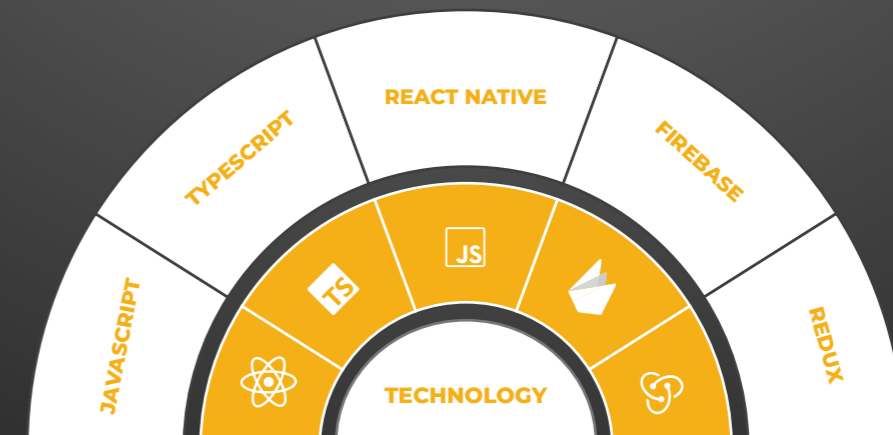 JAVASCRIPT
TYPESCRIPT
REACT NATIVE
FIREBASE
REDUX
TS
JS
TECHNOLOGY